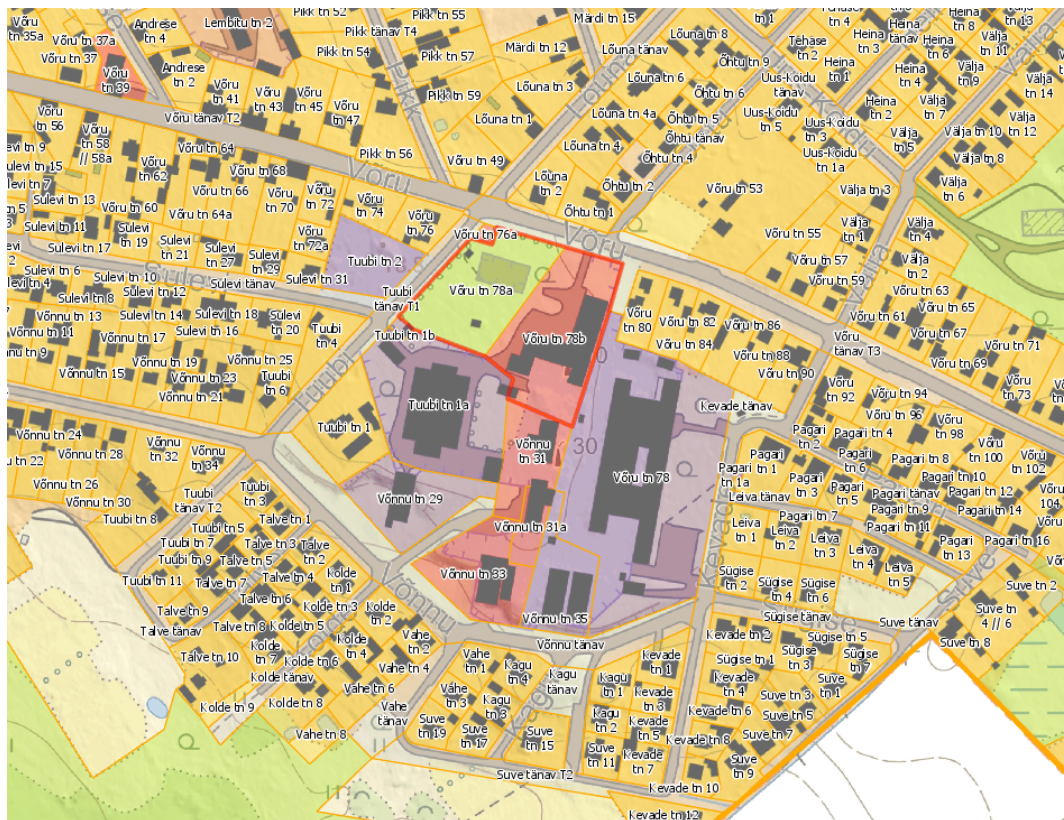 Võru tn 35a
Võru tn 37a
Võru tn 37
Võru tn 39
Andrese tn 4
Andrese tn 2
Lembitu tn 2
Pikk tn 52
Pikk tänav T4
Pikk tn 54
Pikk tn 55
Pikk tn 57
Pikk tn 59
Pikk tn 56
Pikk
Märdi tn 15
Märdi tn 12
Lõuna tn 8
Lõuna tänav
Lõuna tn 6
Lõuna tn 3
Lõuna tn 4a
Lõuna tn 1
Lõuna tn 4
Lõuna tn 2
Õhtu tn 9
Õhtu tn 6
Õhtu tn 5
Õhtu tänav
Õhtu tn 4
Õhtu tn 2
Õhtu tn 1
Tehase tn 2
Uus-Koidu tänav
Uus-Koidu tn 5
Uus-Koidu tn 3
Uus-Koidu tn 1a
Heina tn 3
Heina tänav
Heina tn 6
Heina tn 1
Heina tn 4
Heina tn 2
Välja tn 13
Välja tn 11
Välja tn 9
Välja tn 14
Välja tn 12
Välja tn 10
Välja tn 8
Välja tn 5
Välja tn 6
Välja tn 3
Välja tn 4
Välja tn 1
Välja tn 2
Võru tn 41
Võru tn 43
Võru tn 45
Võru tn 47
Võru tänav T2
Võru tn 49
Võru tn 53
Võru tn 55
Võru tn 57
Võru tn 59
Võru tn 61
Võru tn 63
Võru tn 65
Võru tn 67
Võru tn 69
Võru tn 71
Võru tn 73
Võru tn 56
Võru tn 58 // 58a
Võru tn 62
Võru tn 64
Võru tn 66
Võru tn 68
Võru tn 60
Võru tn 64a
Võru tn 70
Võru tn 72
Võru tn 72a
Võru tn 74
Võru tn 76
Võru tn 76a
Võru
Võru
Võru tn 78a
Võru tn 78b
Võru tn 80
Võru tn 82
Võru tn 84
Võru tn 86
Võru tn 88
Võru tn 90
Võru tänav T3
Võru tn 92
Võru tn 94
Võru tn 96
Võru tn 98
Võru tn 100
Võru tn 102
Võru tn 78
30
Sulevi tn 13
Sulevi tn 11
Sulevi tn 17
Sulevi tn 19
Sulevi tn 21
Sulevi tn 27
Sulevi tn 29
Sulevi tn 31
Sulevi tänav
Sulevi tn 6
Sulevi tn 10
Sulevi tn 8
Sulevi tn 12
Sulevi tn 14
Sulevi tn 18
Sulevi tn 16
Sulevi tn 20
Tuubi tn 2
Tuubi tänav T1
Tuubi tn 1b
Tuubi tn 4
Tuubi tn 6
Tuubi
Tuubi tn 1a
Tuubi tn 1
Võnnu tn 13
Võnnu tn 11
Võnnu tn 17
Võnnu tn 15
Võnnu tn 19
Võnnu tn 21
Võnnu tn 23
Võnnu tn 25
Võnnu tn 24
Võnnu tn 28
Võnnu tn 26
Võnnu tn 30
Võnnu tn 32
Võnnu tn 34
Võnnu tn 29
Võnnu tn 31
Võnnu tn 31a
Võnnu tn 33
Võnnu tn 35
Võnnu tänav
Võnnu
Tuubi tänav T2
Tuubi tn 3
Tuubi tn 8
Tuubi tn 5
Tuubi tn 7
Tuubi tn 9
Tuubi tn 11
Talve tn 1
Talve tn 3
Talve tn 2
Talve tn 5
Talve tn 4
Talve tn 7
Talve tn 6
Talve tn 9
Talve tn 8
Talve tänav
Talve tn 10
Kolde tn 1
Kolde tn 3
Kolde tn 2
Kolde tn 5
Kolde tn 4
Kolde tn 7
Kolde tn 6
Kolde tänav
Kolde tn 9
Kolde tn 8
Vahe tn 2
Vahe tn 4
Vahe tn 6
Vahe tänav
Vahe tn 8
Vahe tn 1
Vahe tn 3
Kagu tn 4
Kagu tänav
Kagu tn 1
Kagu tn 2
Suve tn 19
Suve tn 17
Suve tn 15
Suve tn 11
Suve tänav T2
Kevade tänav
Kevade
Kevade tn 1
Kevade tn 3
Kevade tn 5
Kevade tn 7
Kevade tn 2
Kevade tn 4
Kevade tn 6
Kevade tn 8
Kevade tn 10
Kevade tn 12
Pagari tn 2
Pagari tn 4
Pagari tn 1
Pagari tn 1a
Pagari tn 6
Pagari tn 8
Pagari tn 3
Pagari tn 5
Pagari tn 10
Pagari tänav
Pagari tn 12
Pagari tn 7
Pagari tn 9
Pagari tn 14
Pagari tn 11
Pagari tn 13
Pagari tn 16
Leiva tänav
Leiva tn 1
Leiva tn 2
Leiva tn 3
Leiva tn 4
Leiva tn 5
Sügise tn 2
Sügise tn 4
Sügise tn 6
Sügise tänav
Sügise tn 1
Sügise tn 3
Sügise tn 5
Sügise tn 7
Suve tänav
Suve
Suve tn 2
Suve tn 4 // 6
Suve tn 8
Suve tn 1
Suve tn 3
Suve tn 5
Suve tn 7
Suve tn 9